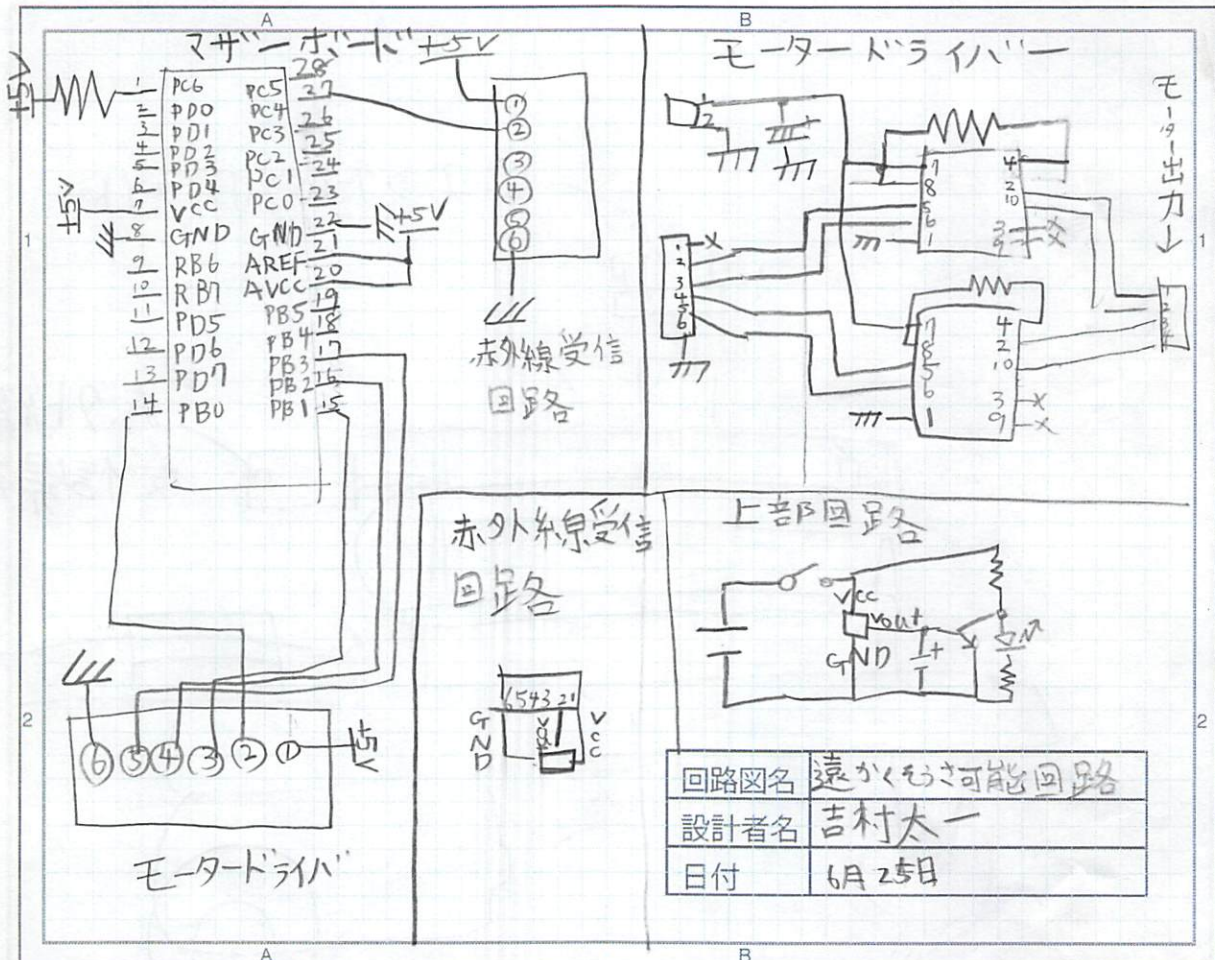 A
B
マザーボード
+5V
+5V
1 PC6
2 PD0
3 PD1
4 PD2
5 PD3
6 PD4
7 VCC
8 GND
9 RB6
10 RB7
11 PD5
12 PD6
13 PD7
14 PB0
PC5 28
PC4 27
PC3 26
PC2 25
PC1 24
PC0 23
GND 22
AREF 21
AVCC 20
PB5 19
PB4 18
PB3 17
PB2 16
PB1 15
+5V
+5V
①
②
③
④
⑤
⑥
赤外線受信
回路
⑥ ⑤ ④ ③ ② ①
+5V
モータードライバ
モータードライバー
1
2
+
1
2
3
4
5
6
x
7
8
5
6
1
4
2
10
3
9
x
x
7
8
5
6
1
4
2
10
3
9
x
x
モーター出力↓
赤外線受信
回路
654321
GND
VCC
上部回路
VCC
Vout
GND
+
回路図名 遠かくそうさ可能回路
設計者名 吉村太一
日付 6月25日
1
2
1
2
A
B